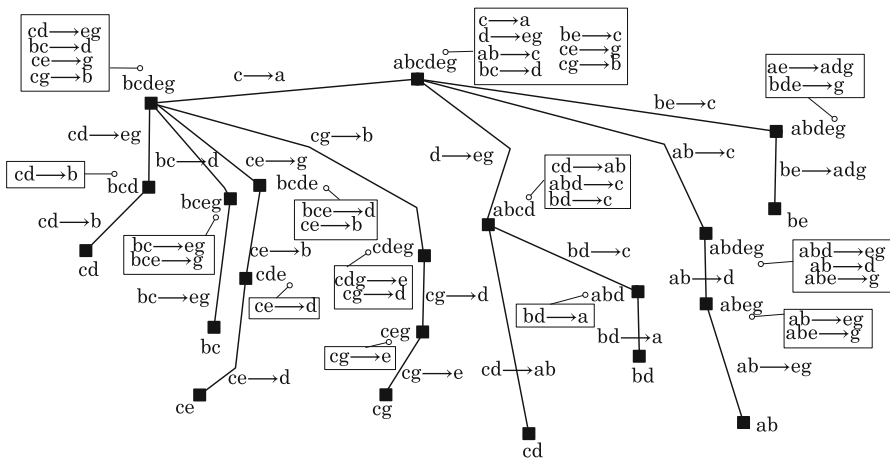 c⟶a
d⟶eg
ab⟶c
bc⟶d
be⟶c
ce⟶g
cg⟶b
cd⟶eg
bc⟶d
ce⟶g
cg⟶b
bcdeg
c⟶a
abcdeg
ae⟶adg
bde⟶g
be⟶c
abdeg
cd⟶eg
cg⟶b
bc⟶d
ce⟶g
d⟶eg
ab⟶c
cd⟶b
bcd
bcde
cd⟶ab
abd⟶c
bd⟶c
be⟶adg
bceg
bce⟶d
ce⟶b
abcd
be
cd⟶b
bc⟶eg
bce⟶g
ce⟶b
cdeg
bd⟶c
abdeg
abd⟶eg
ab⟶d
abe⟶g
cd
cde
cdg⟶e
cg⟶d
ab⟶d
bc⟶eg
ce⟶d
cg⟶d
abd
abeg
bd⟶a
ab⟶eg
abe⟶g
bc
ceg
cg⟶e
bd⟶a
ce⟶d
cg⟶e
cd⟶ab
bd
ab⟶eg
ce
cg
ab
cd